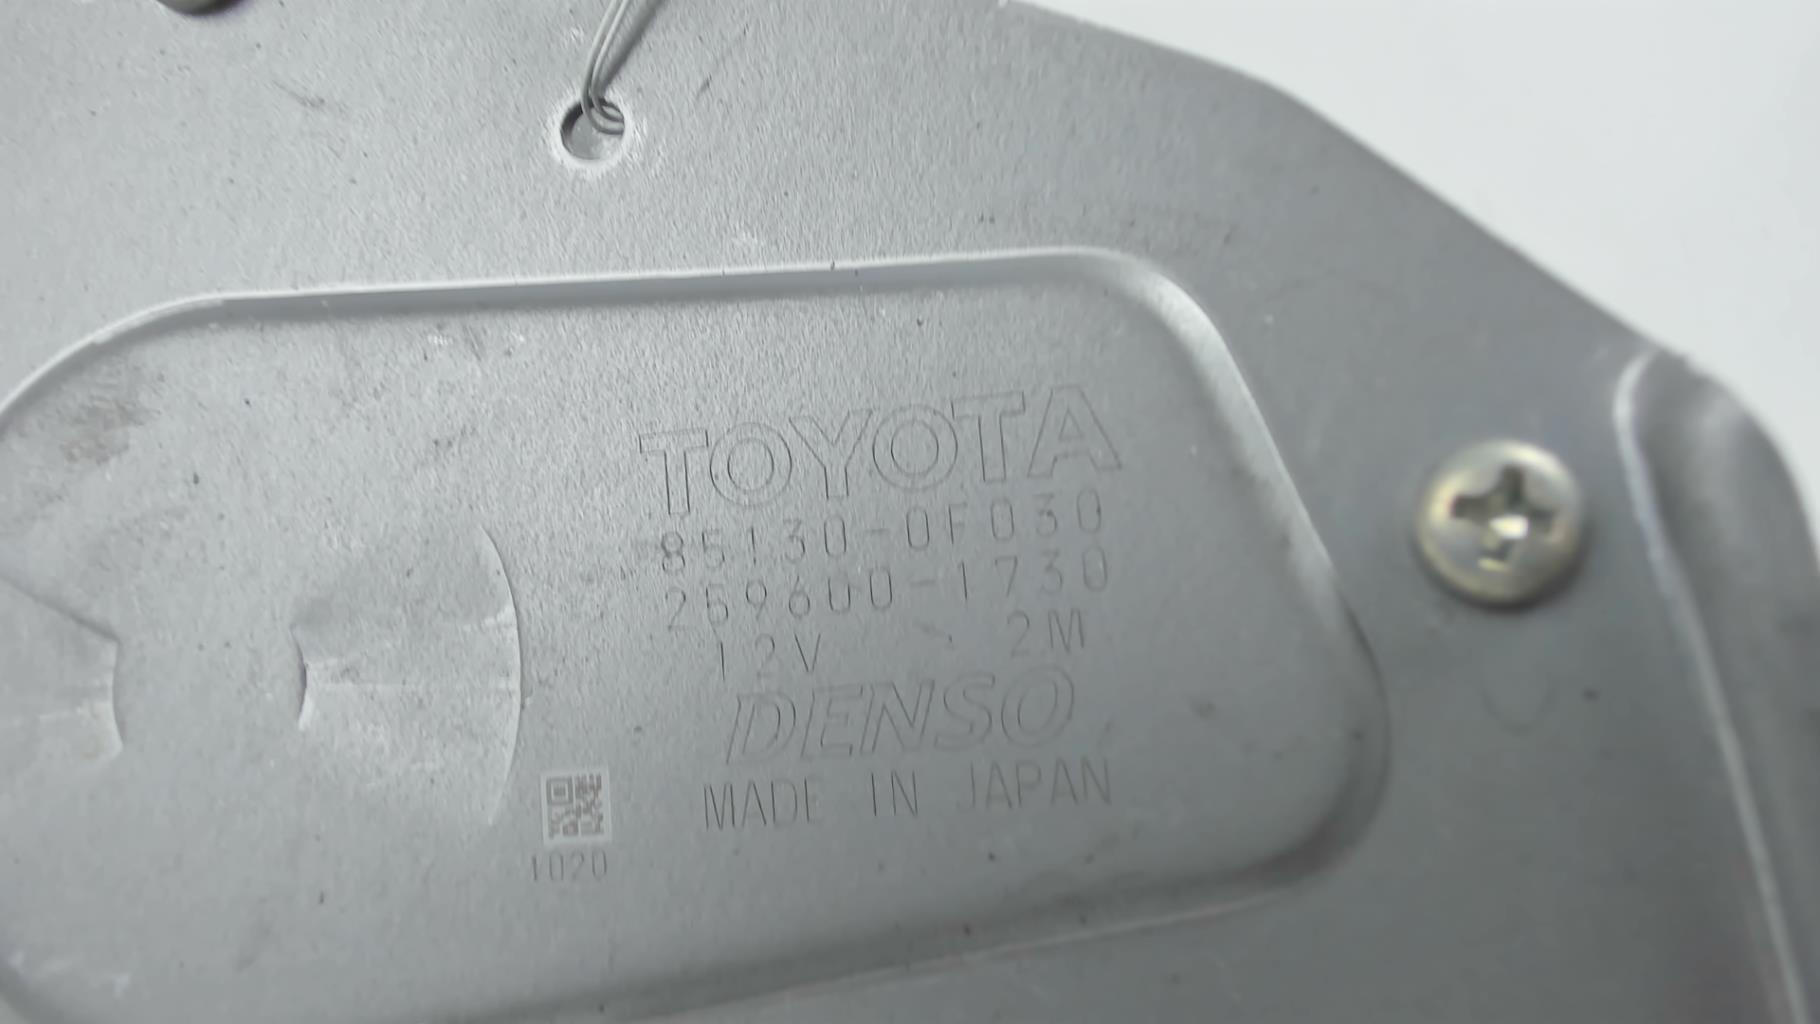 TOYOTA
85130-0F030
259600-1730
12V 2M
DENSO
MADE IN JAPAN
1020